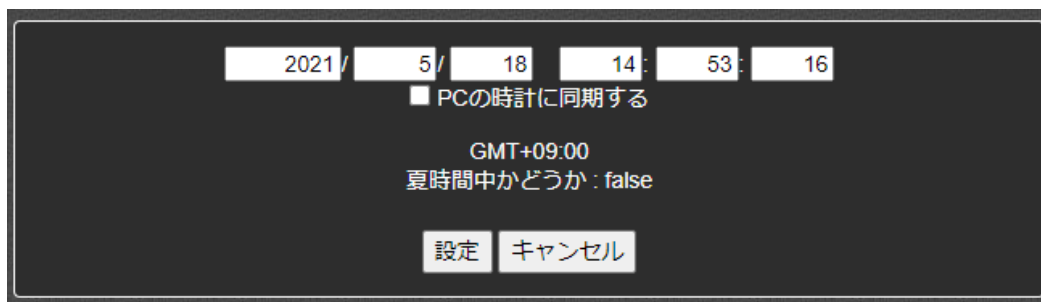 2021/ 5/ 18 14: 53: 16
PCの時計に同期する
GMT+09:00
夏時間中かどうか : false
設定 キャンセル